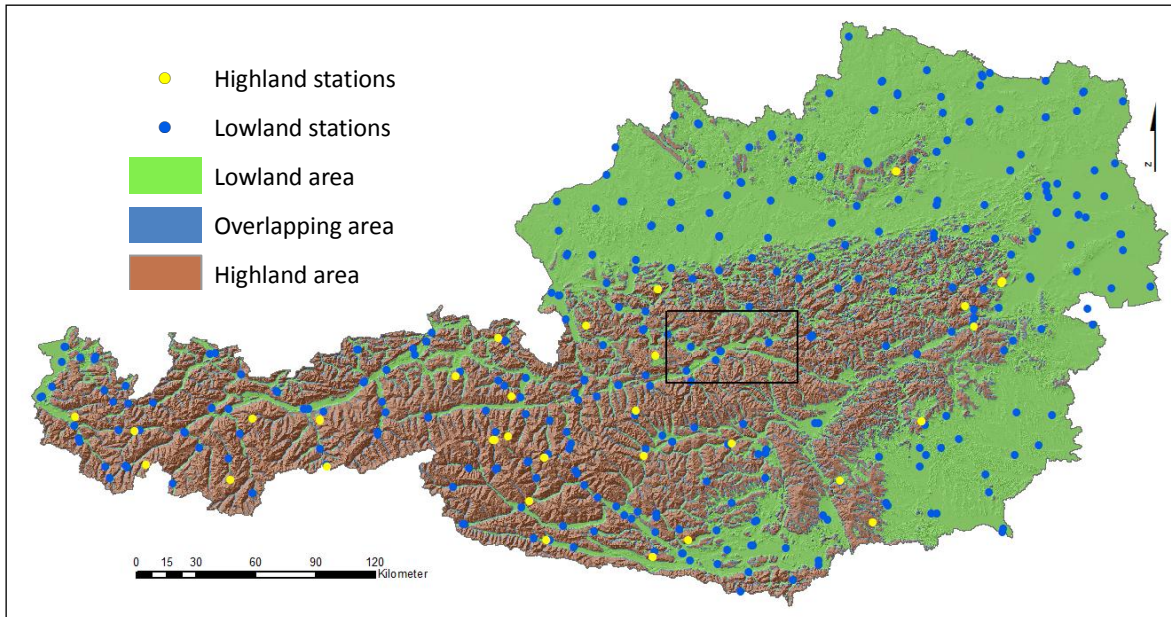 Highland stations
Lowland stations
Lowland area
Overlapping area
Highland area
z
0 15 30 60 90 120
Kilometer